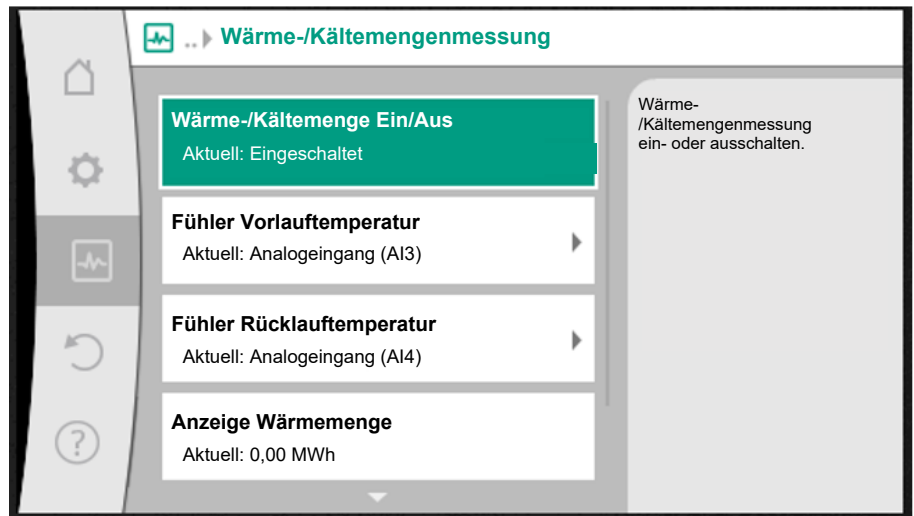 .. Wärme-/Kältemengenmessung
Wärme-/Kältemenge Ein/Aus
Aktuell: Eingeschaltet
Fühler Vorlauftemperatur
Aktuell: Analogeingang (AI3)
Fühler Rücklauftemperatur
Aktuell: Analogeingang (AI4)
Anzeige Wärmemenge
Aktuell: 0,00 MWh
Wärme-
/Kältemengenmessung
ein- oder ausschalten.
?